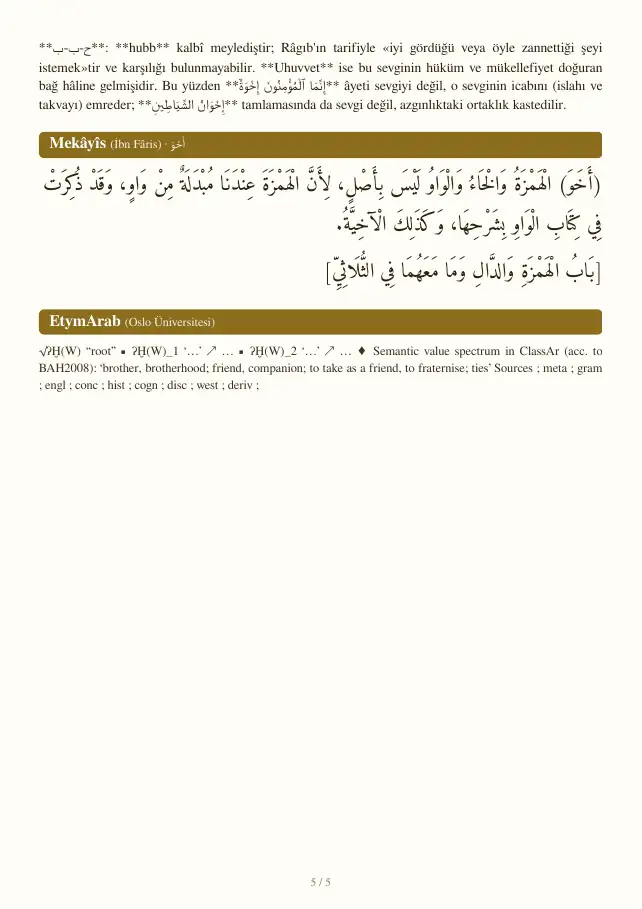 **ح-ب-ب**: **hubb** kalbî meylediştir; Râgıb'ın tarifiyle «iyi gördüğü veya öyle zannettiği şeyi
istemek»tir ve karşılığı bulunmayabilir. **Uhuvvet** ise bu sevginin hüküm ve mükellefiyet doğuran
bağ hâline gelmişidir. Bu yüzden **إِنَّمَا ٱلْمُؤْمِنُونَ إِخْوَةٌ** âyeti sevgiyi değil, o sevginin icabını (islahı ve
takvayı) emreder; **إِخْوَانُ الشَّيَاطِينِ** tamlamasında da sevgi değil, azgınlıktaki ortaklık kastedilir.
Mekâyîs (İbn Fâris) · أَخَوَ
(أَخَوَ) الْهَمْزَةُ وَالْخَاءُ وَالْوَاوُ لَيْسَ بِأَصْلٍ، لِأَنَّ الْهَمْزَةَ عِنْدَنَا مُبْدَلَةٌ مِنْ وَاوٍ، وَقَدْ ذُكِرَتْ
فِي كِتَابِ الْوَاوِ بِشَرْحِهَا، وَكَذَلِكَ الْآخِيَّةُ.
[بَابُ الْهَمْزَةِ وَالدَّالِ وَمَا مَعَهُمَا فِي الثُّلَاثِيِّ]
EtymArab (Oslo Üniversitesi)
√ʔḪ(W) “root” ▪ ʔḪ(W)_1 ‘…’ ↗ … ▪ ʔḪ(W)_2 ‘…’ ↗ … ♦ Semantic value spectrum in ClassAr (acc. to
BAH2008): ‘brother, brotherhood; friend, companion; to take as a friend, to fraternise; ties’ Sources ; meta ; gram
; engl ; conc ; hist ; cogn ; disc ; west ; deriv ;
5 / 5